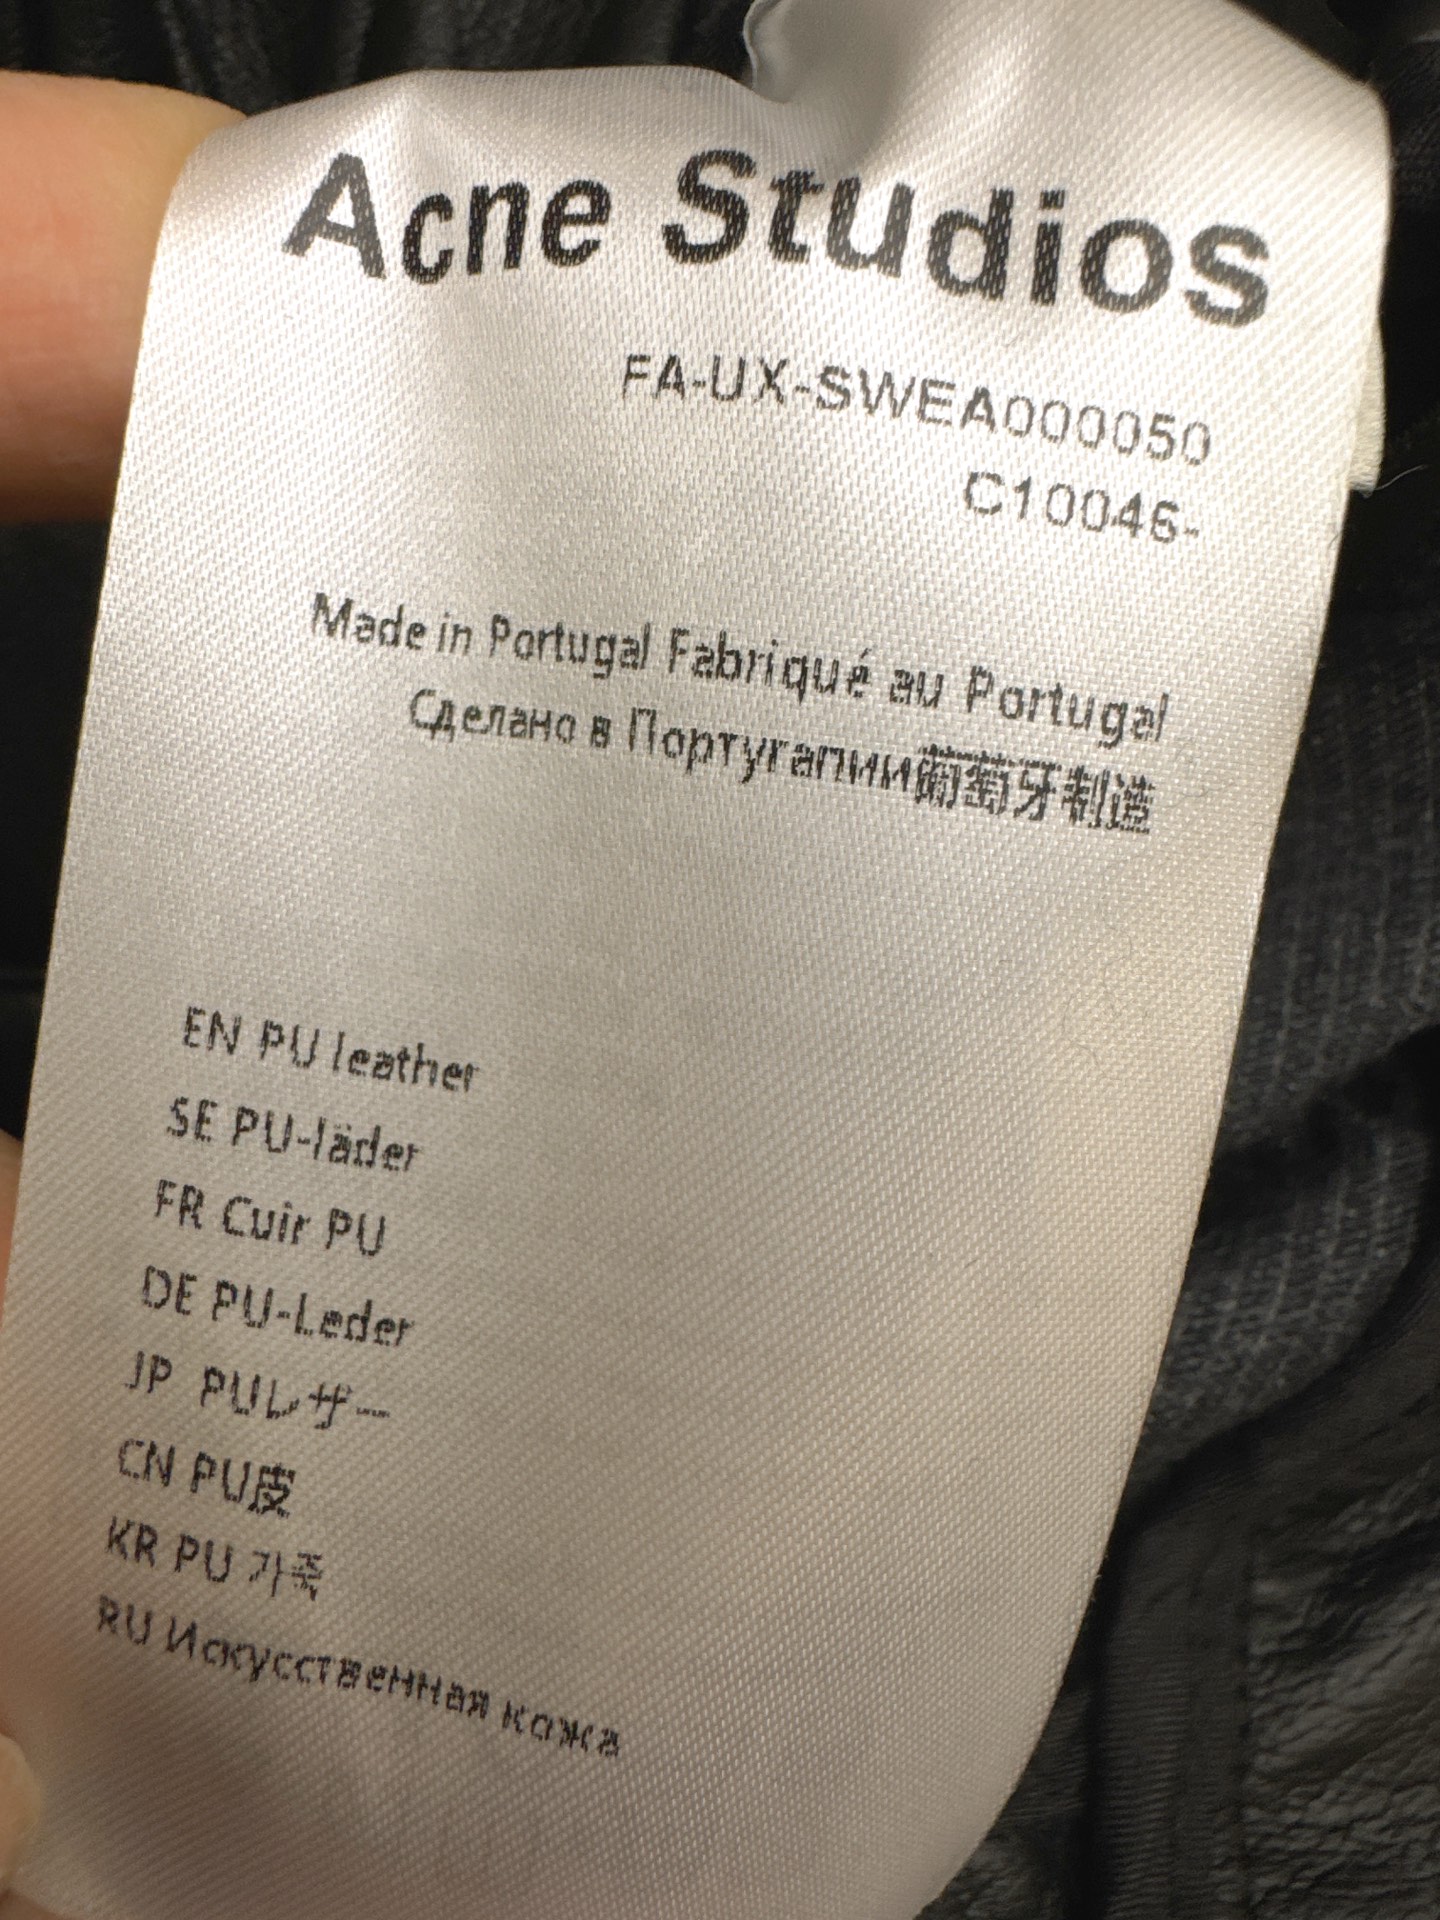 Acne Studios
FA-UX-SWEA000050
C10046-
Made in Portugal Fabriqué au Portugal
Сделано в Португалии葡萄牙制造
EN PU leather
SE PU-läder
FR Cuir PU
DE PU-Leder
JP PUレザー
CN PU皮
KR PU 가죽
RU Искусственная кожа